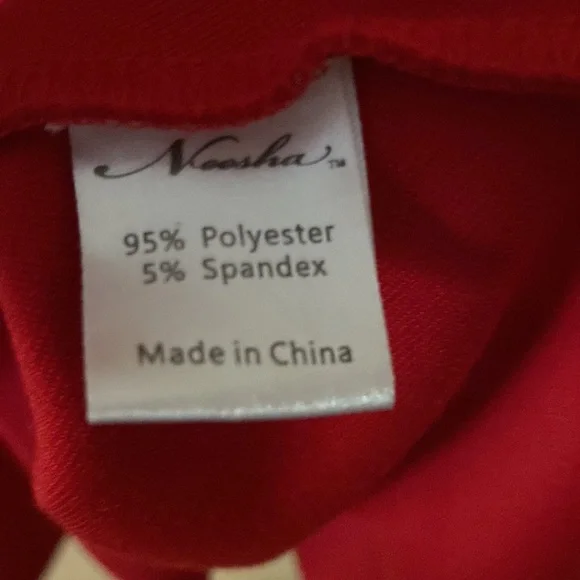 Neesha™
95% Polyester
5% Spandex
Made in China